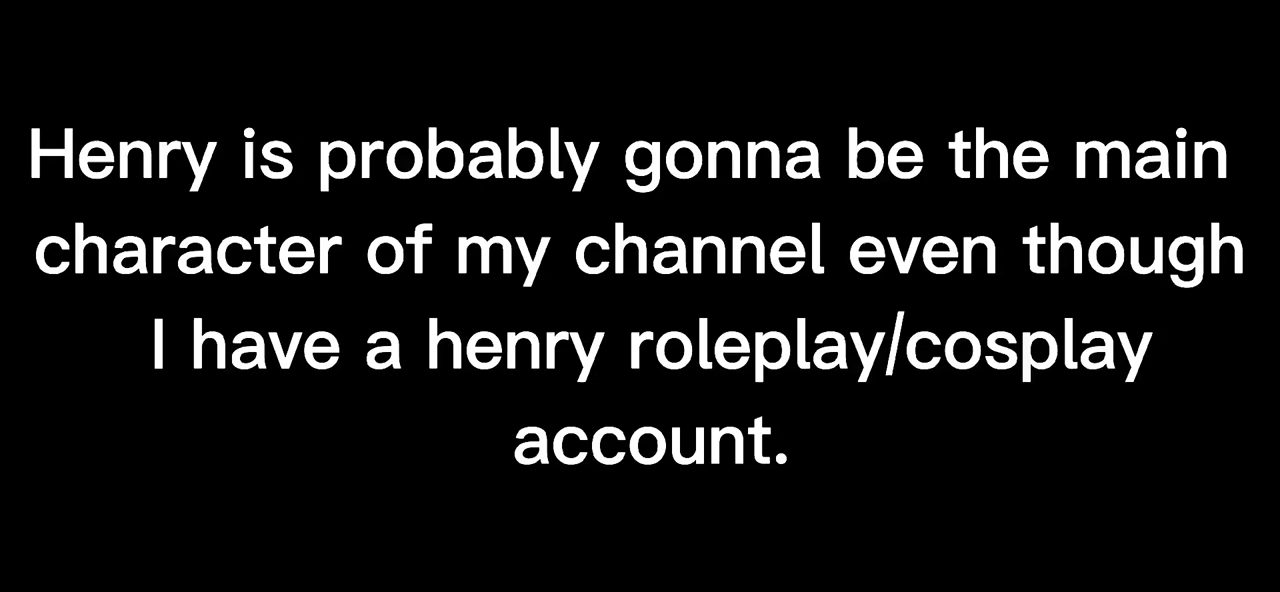 Henry is probably gonna be the main
character of my channel even though
I have a henry roleplay/cosplay
account.